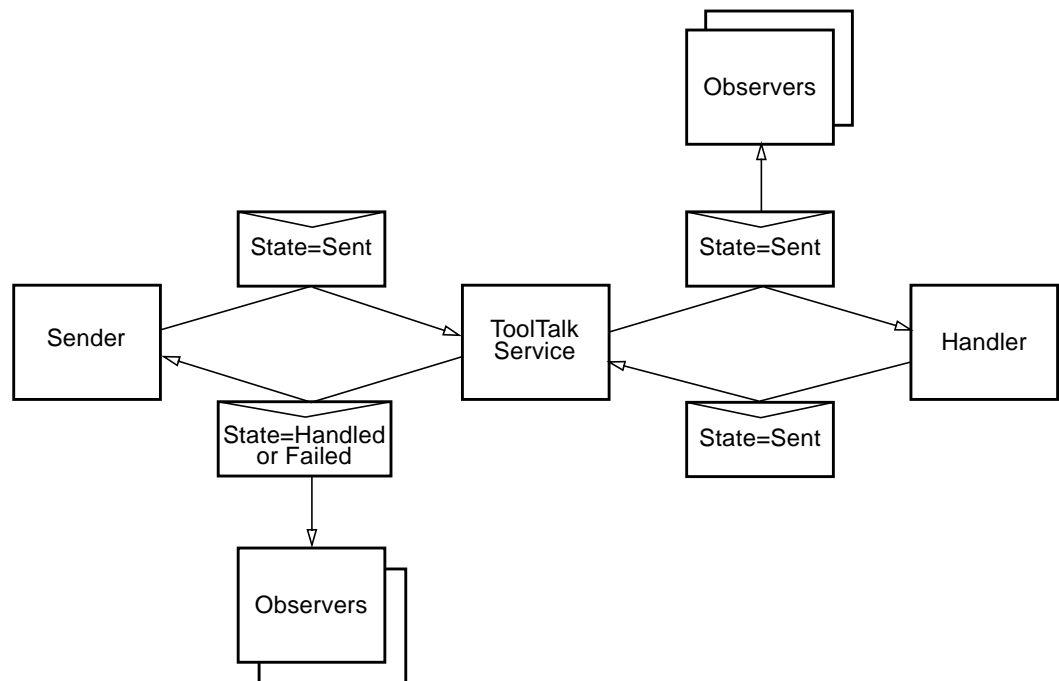 Observers
State=Sent
State=Sent
Sender
ToolTalk
Service
Handler
State=Handled
or Failed
State=Sent
Observers